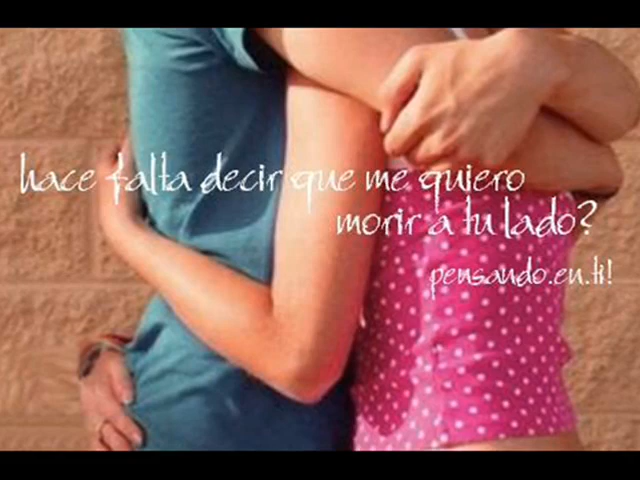 hace falta decir que me quiero
morir a tu lado?
pensando.en.ti!